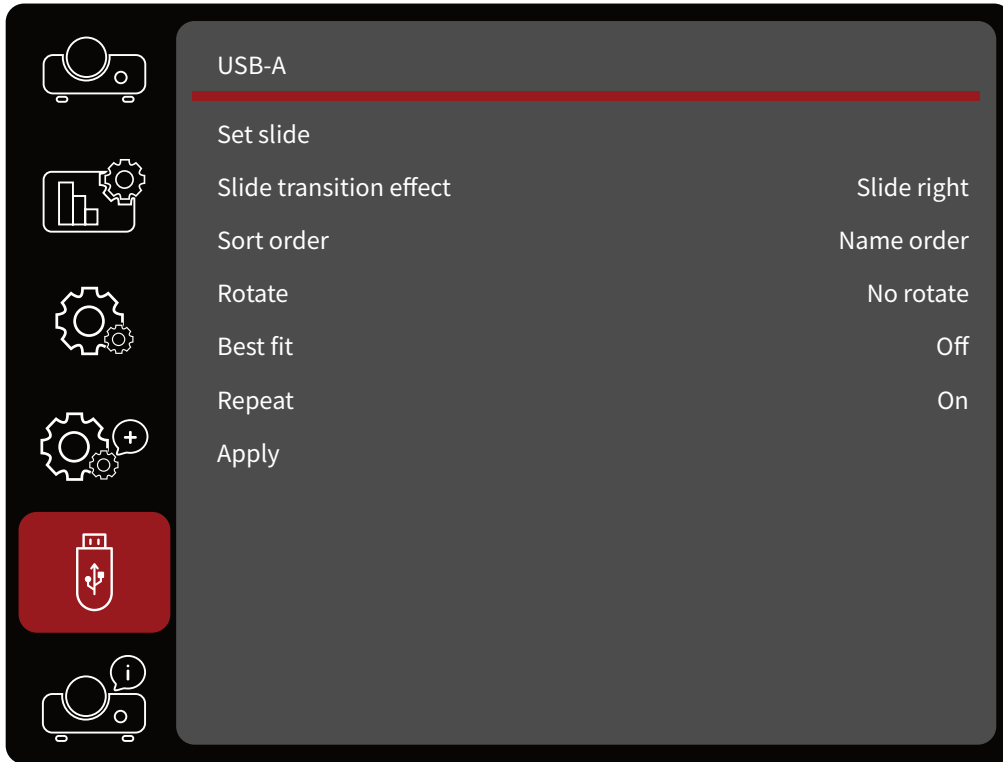 USB-A
Set slide
Slide transition effect Slide right
Sort order Name order
Rotate No rotate
Best fit Off
Repeat On
Apply